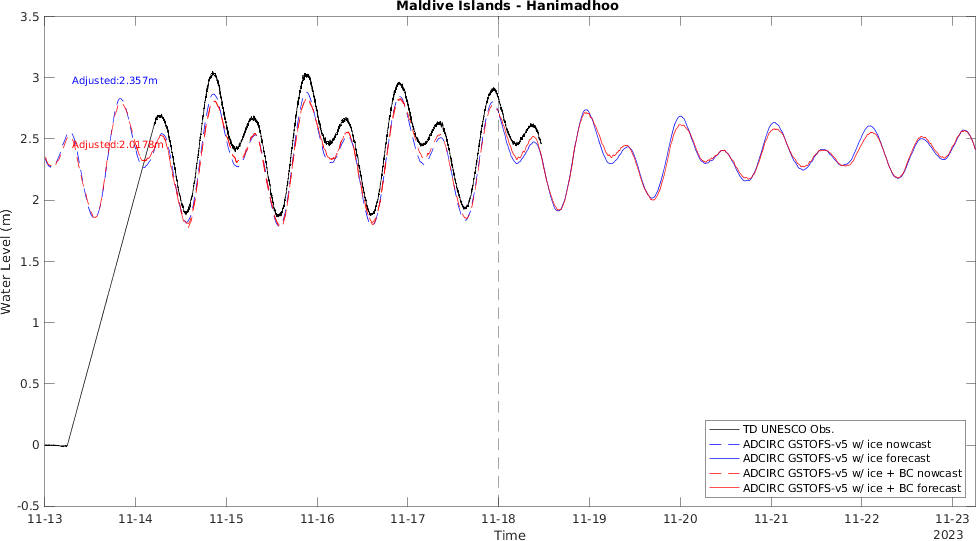 Maldive Islands - Hanimadhoo
3.5
3
2.5
2
1.5
1
0.5
0
-0.5
Water Level (m)
Adjusted:2.357m
Adjusted:2.0178m
TD UNESCO Obs.
ADCIRC GSTOFS-v5 w/ ice nowcast
ADCIRC GSTOFS-v5 w/ ice forecast
ADCIRC GSTOFS-v5 w/ ice + BC nowcast
ADCIRC GSTOFS-v5 w/ ice + BC forecast
11-13 11-14 11-15 11-16 11-17 11-18 11-19 11-20 11-21 11-22 11-23
Time
2023